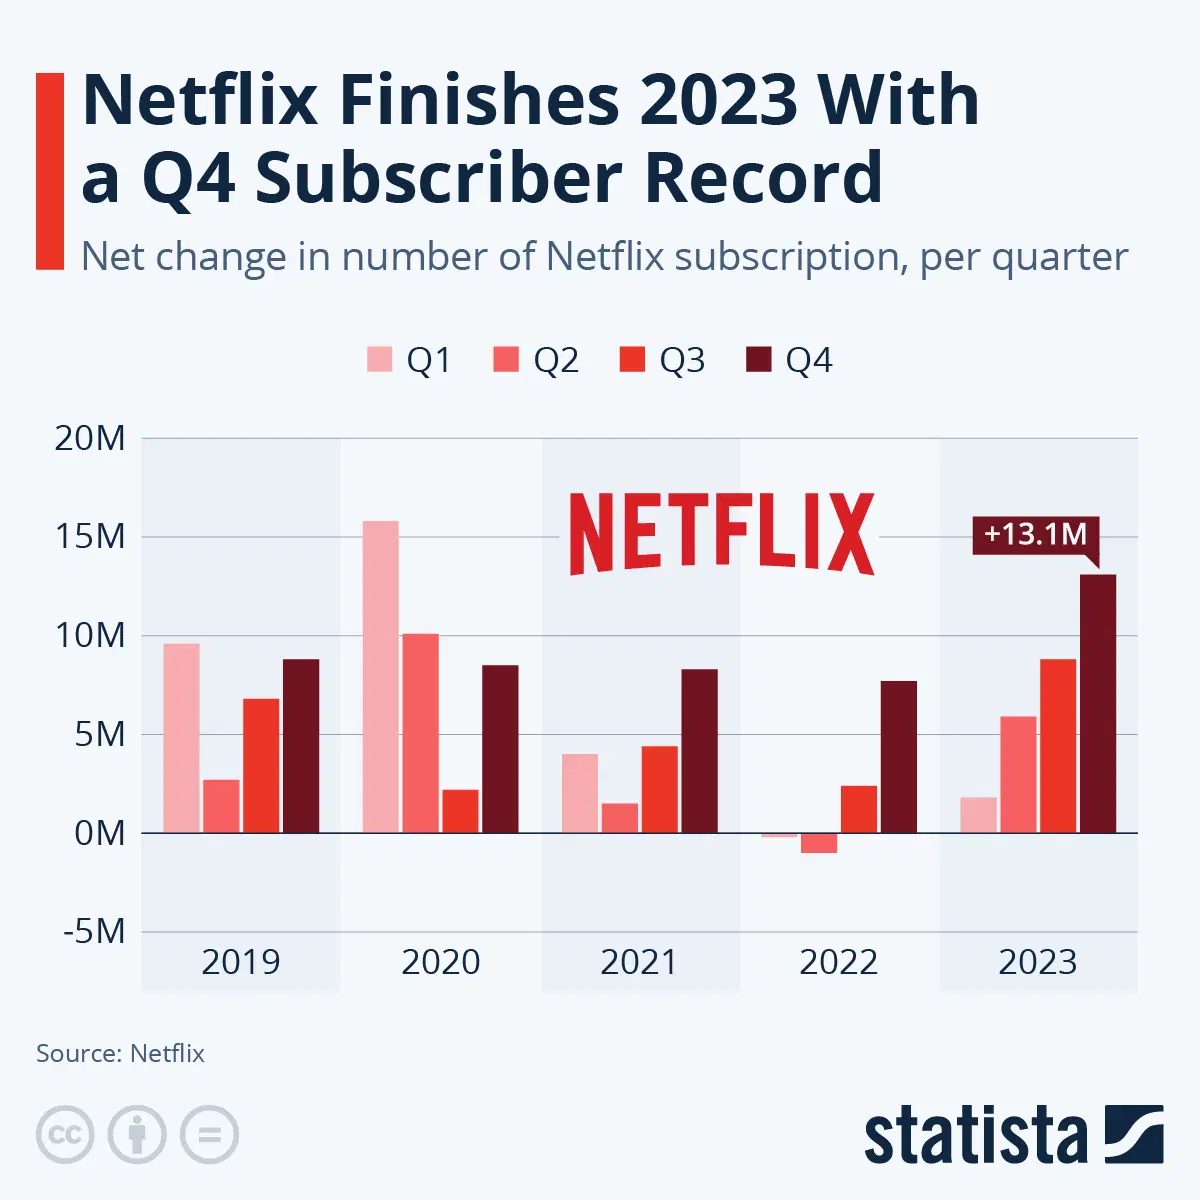 Netflix Finishes 2023 With
a Q4 Subscriber Record
Net change in number of Netflix subscription, per quarter
Q1 Q2 Q3 Q4
20M
15M
10M
5M
0M
-5M
NETFLIX
+13.1M
2019 2020 2021 2022 2023
Source: Netflix
cc =
statista